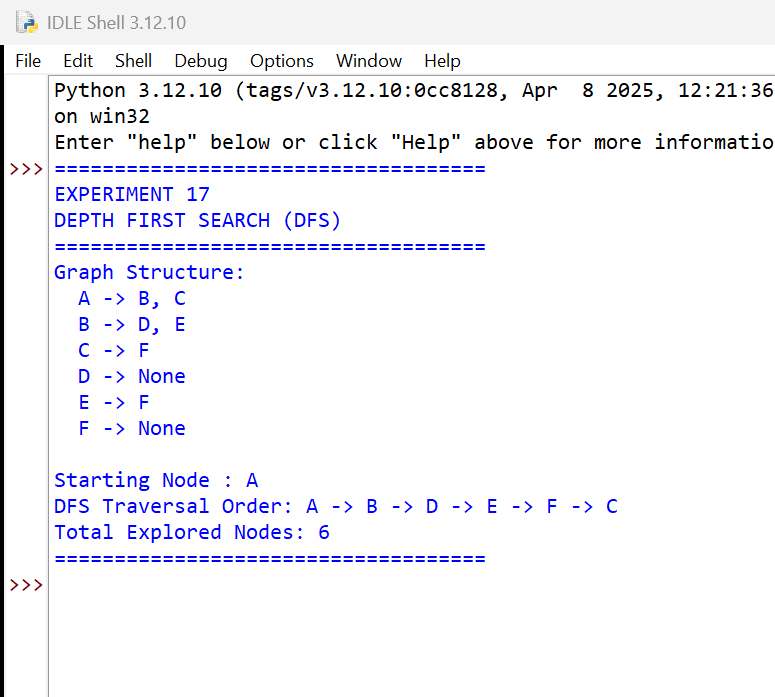 IDLE Shell 3.12.10
File Edit Shell Debug Options Window Help
Python 3.12.10 (tags/v3.12.10:0cc8128, Apr  8 2025, 12:21:36
on win32
Enter "help" below or click "Help" above for more informatio
>>> ====================================
EXPERIMENT 17
DEPTH FIRST SEARCH (DFS)
====================================
Graph Structure:
  A -> B, C
  B -> D, E
  C -> F
  D -> None
  E -> F
  F -> None

Starting Node : A
DFS Traversal Order: A -> B -> D -> E -> F -> C
Total Explored Nodes: 6
====================================
>>>